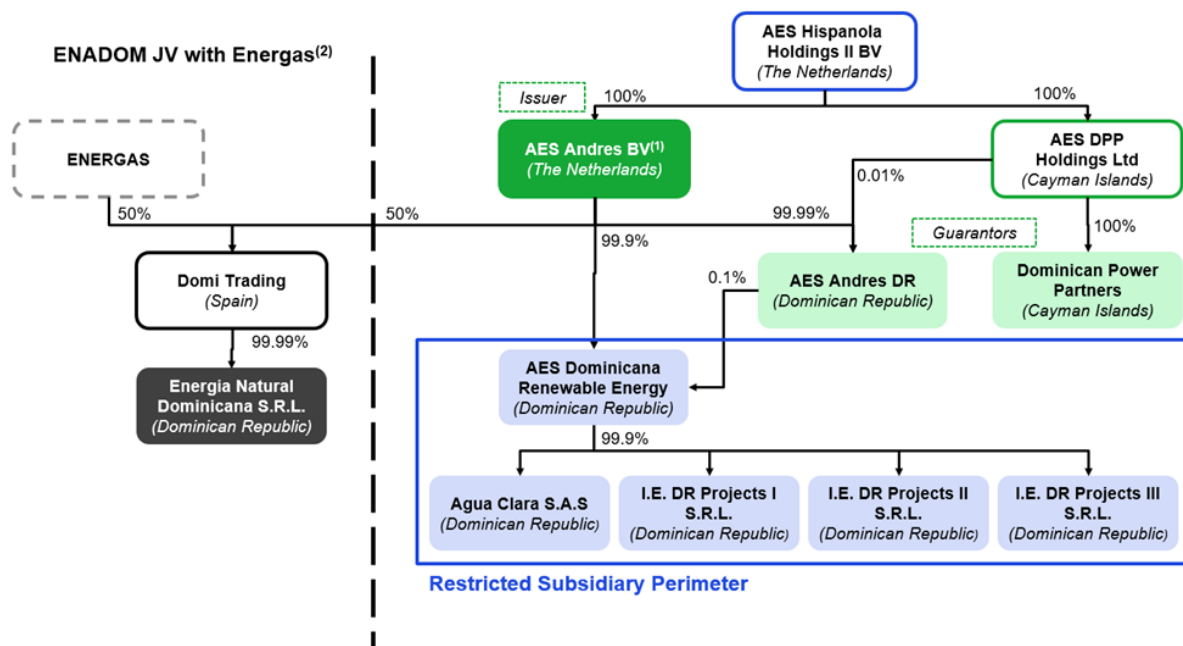 ENADOM JV with Energas(2)
AES Hispanola
Holdings II BV
(The Netherlands)
Issuer
100%
100%
ENERGAS
AES Andres BV(1)
(The Netherlands)
AES DPP
Holdings Ltd
(Cayman Islands)
0.01%
50%
50%
99.99%
99.9%
100%
Guarantors
Domi Trading
(Spain)
0.1%
AES Andres DR
(Dominican Republic)
Dominican Power
Partners
(Cayman Islands)
99.99%
Energia Natural
Dominicana S.R.L.
(Dominican Republic)
AES Dominicana
Renewable Energy
(Dominican Republic)
99.9%
Agua Clara S.A.S
(Dominican Republic)
I.E. DR Projects I
S.R.L.
(Dominican Republic)
I.E. DR Projects II
S.R.L.
(Dominican Republic)
I.E. DR Projects III
S.R.L.
(Dominican Republic)
Restricted Subsidiary Perimeter